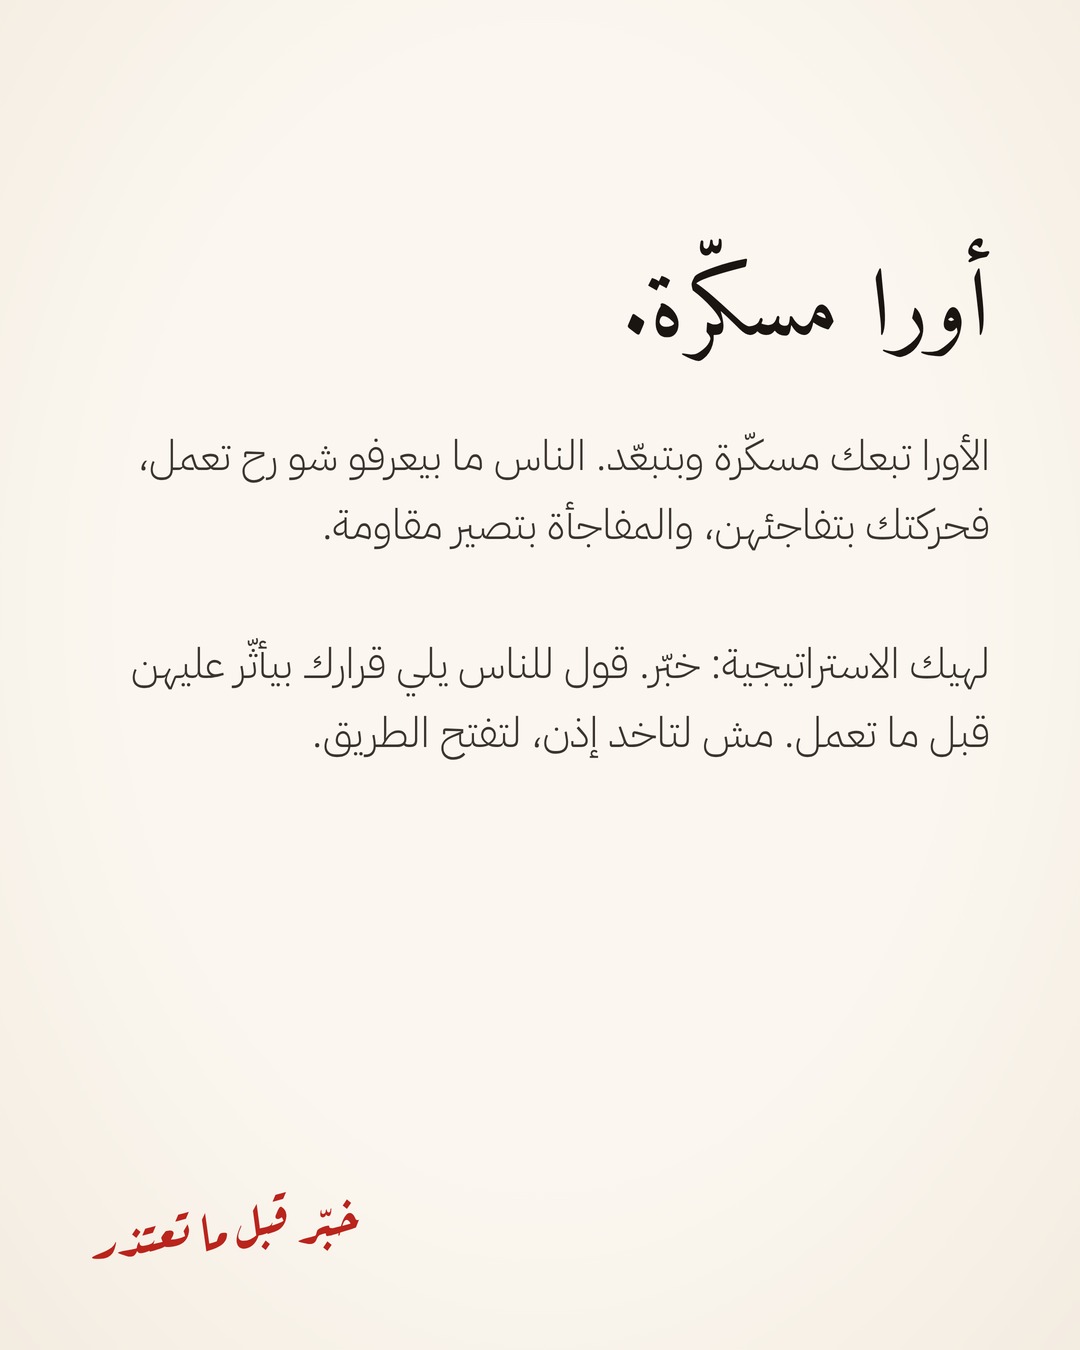 أورا مسكّرة.
الأورا تبعك مسكّرة وبتبعّد. الناس ما بيعرفو شو رح تعمل،
فحركتك بتفاجئهن، والمفاجأة بتصير مقاومة.
لهيك الاستراتيجية: خبّر. قول للناس يلي قرارك بيأثّر عليهن
قبل ما تعمل. مش لتاخد إذن، لتفتح الطريق.
خبّر قبل ما تعتذر